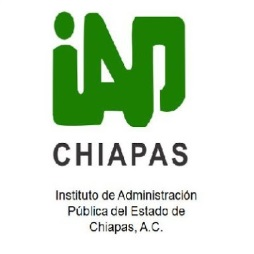 iAP
CHIAPAS
Instituto de Administración
Pública del Estado de
Chiapas, A.C.